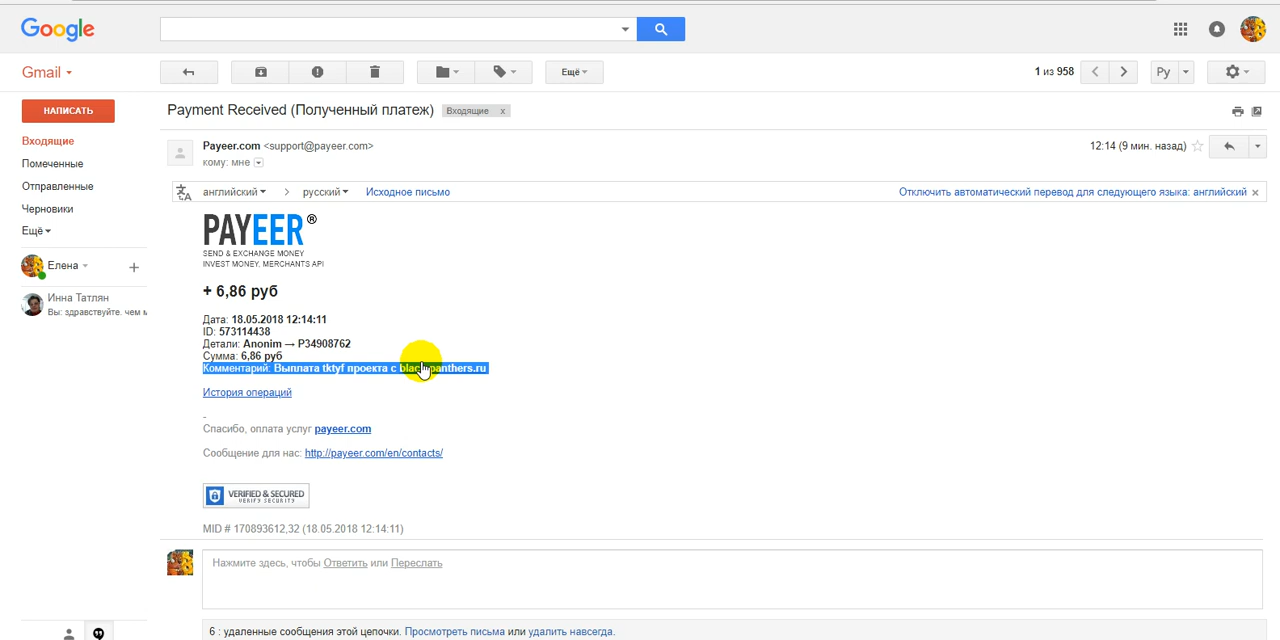 Google
Gmail
Ещё
1 из 958
Ру
НАПИСАТЬ
Payment Received (Полученный платеж) Входящие x
Входящие
Помеченные
Отправленные
Черновики
Ещё
Елена
Инна Татлян
Вы: здравствуйте. чем
Payeer.com <support@payeer.com>
12:14 (9 мин. назад)
кому: мне
английский > русский Исходное письмо
Отключить автоматический перевод для следующего языка: английский
PAYEER®
SEND & EXCHANGE MONEY
INVEST MONEY, MERCHANTS API
+ 6,86 руб
Дата: 18.05.2018 12:14:11
ID: 573114438
Детали: Anonim → P34908762
Сумма: 6,86 руб
Комментарий: Выплата tktyf проекта с blackpanthers.ru
История операций
-
Спасибо, оплата услуг payeer.com
Сообщение для нас: http://payeer.com/en/contacts/
VERIFIED & SECURED
VERIFY SECURITY
MID # 170893612,32 (18.05.2018 12:14:11)
Нажмите здесь, чтобы Ответить или Переслать
6 : удаленные сообщения этой цепочки. Просмотреть письма или удалить навсегда.